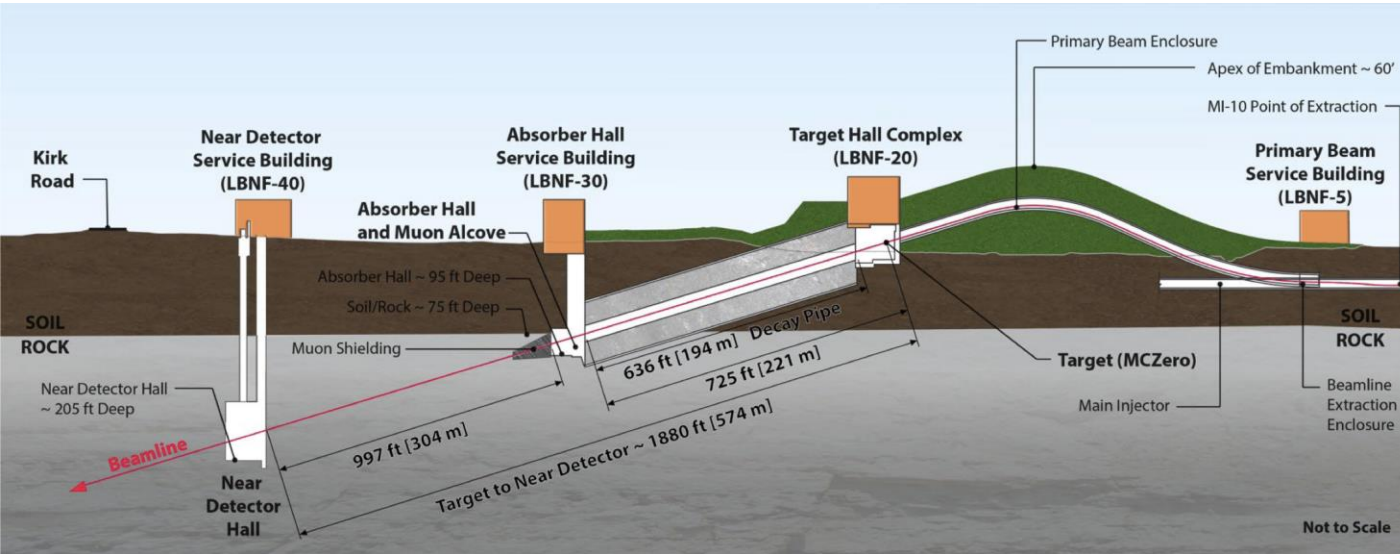 Primary Beam Enclosure
Apex of Embankment ~ 60'
MI-10 Point of Extraction
Kirk
Road
Near Detector
Service Building
(LBNF-40)
Absorber Hall
Service Building
(LBNF-30)
Target Hall Complex
(LBNF-20)
Primary Beam
Service Building
(LBNF-5)
Absorber Hall
and Muon Alcove
Absorber Hall ~ 95 ft Deep
Soil/Rock ~ 75 ft Deep
Muon Shielding
SOIL
ROCK
SOIL
ROCK
636 ft [194 m] Decay Pipe
725 ft [221 m]
Target (MCZero)
Main Injector
Beamline
Extraction
Enclosure
Near Detector Hall
~ 205 ft Deep
997 ft [304 m]
Target to Near Detector ~ 1880 ft [574 m]
Beamline
Near
Detector
Hall
Not to Scale